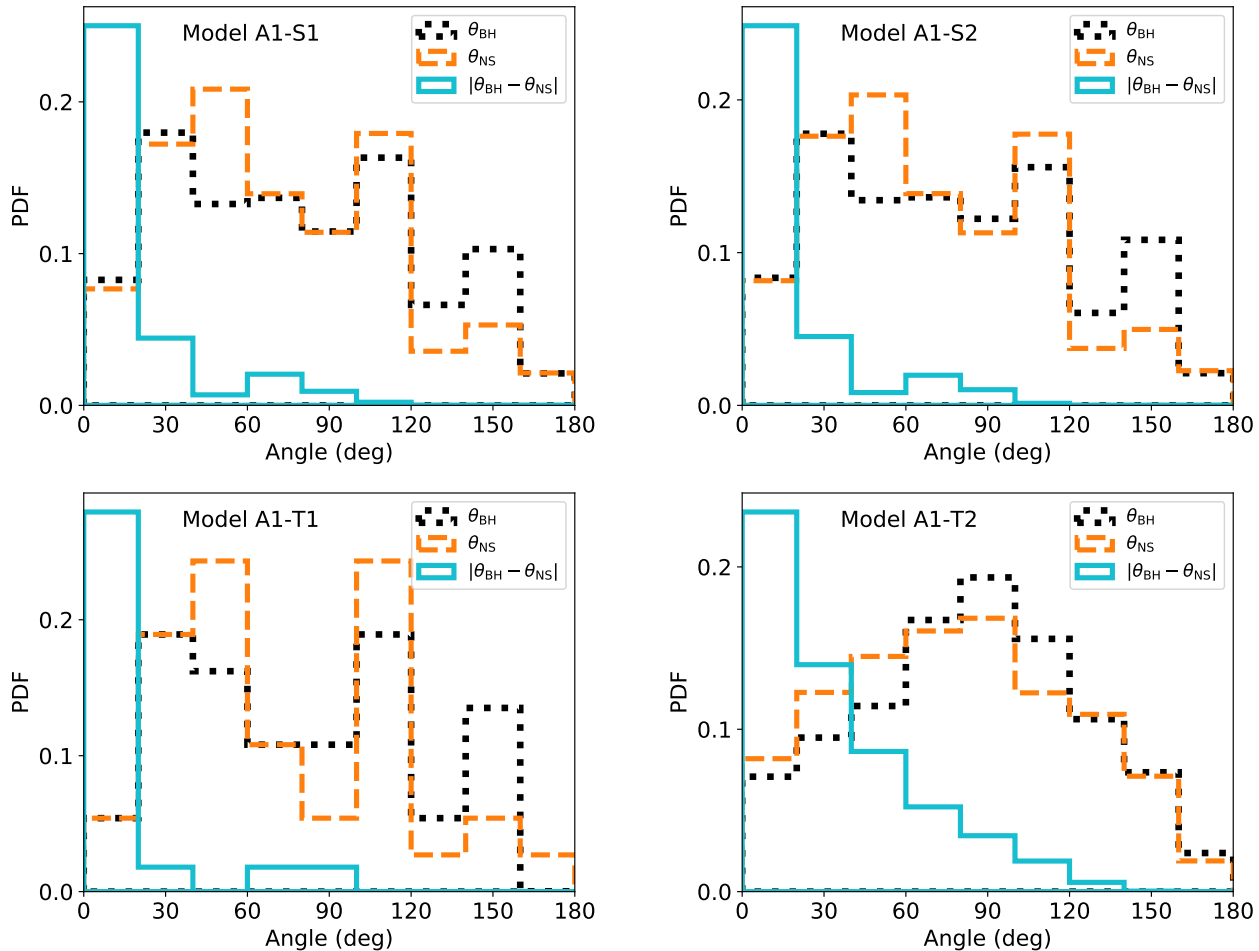 Model A1-S1
θBH
θNS
|θBH − θNS|
PDF
0.2
0.1
0.0
0 30 60 90 120 150 180
Angle (deg)
Model A1-S2
θBH
θNS
|θBH − θNS|
PDF
0.2
0.1
0.0
0 30 60 90 120 150 180
Angle (deg)
Model A1-T1
θBH
θNS
|θBH − θNS|
PDF
0.2
0.1
0.0
0 30 60 90 120 150 180
Angle (deg)
Model A1-T2
θBH
θNS
|θBH − θNS|
PDF
0.2
0.1
0.0
0 30 60 90 120 150 180
Angle (deg)